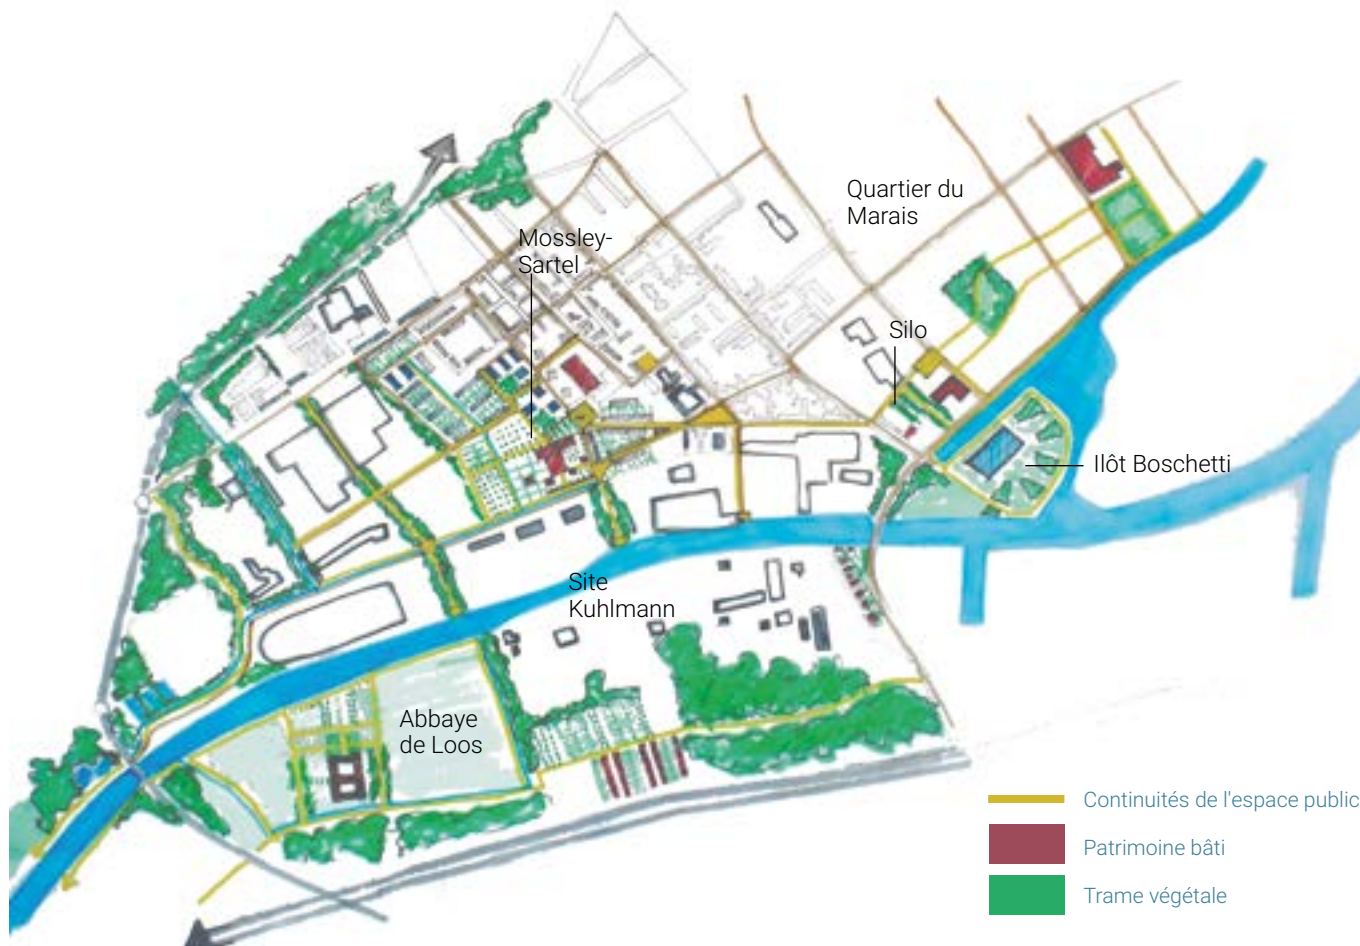 Quartier du
Marais
Mossley-
Sartel
Silo
Ilôt Boschetti
Site
Kuhlmann
Abbaye
de Loos
Continuités de l'espace public
Patrimoine bâti
Trame végétale